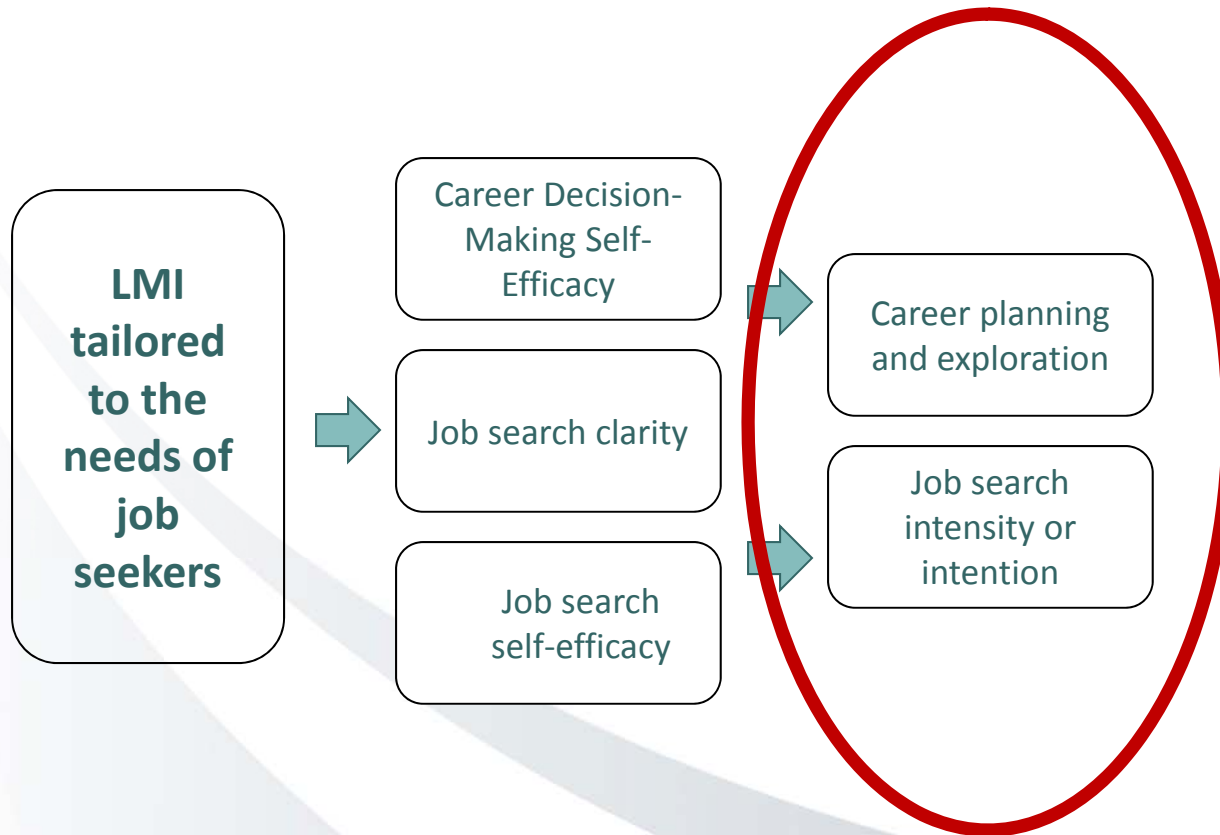 LMI
tailored
to the
needs of
job
seekers
Career Decision-
Making Self-
Efficacy
Job search clarity
Job search
self-efficacy
Career planning
and exploration
Job search
intensity or
intention